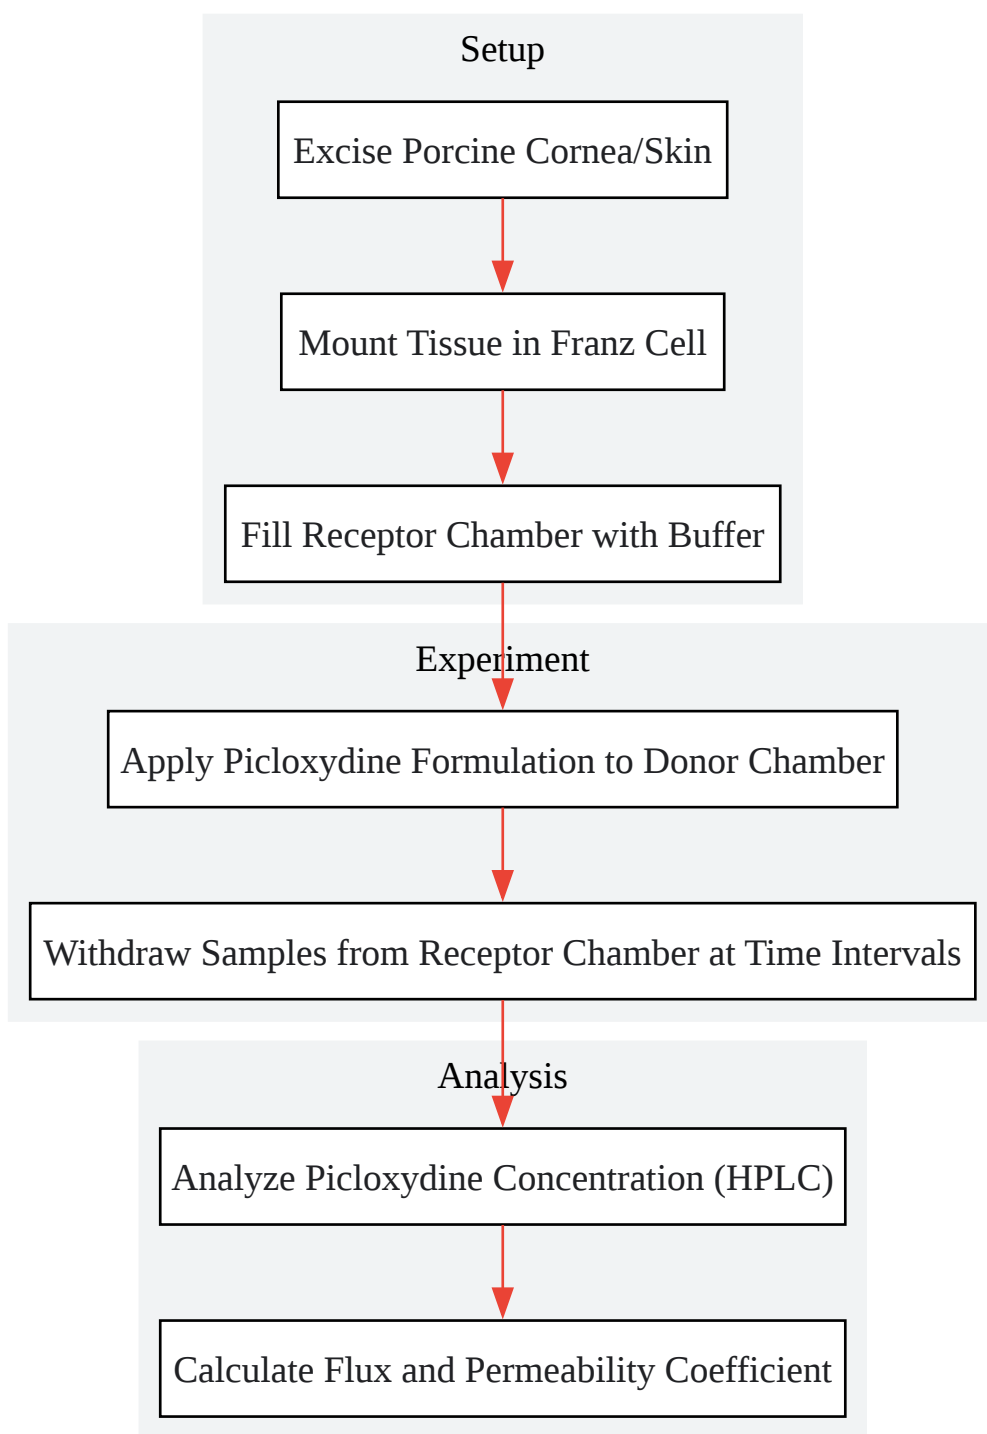 Setup
Excise Porcine Cornea/Skin
Mount Tissue in Franz Cell
Fill Receptor Chamber with Buffer
Experiment
Apply Picloxydine Formulation to Donor Chamber
Withdraw Samples from Receptor Chamber at Time Intervals
Analysis
Analyze Picloxydine Concentration (HPLC)
Calculate Flux and Permeability Coefficient